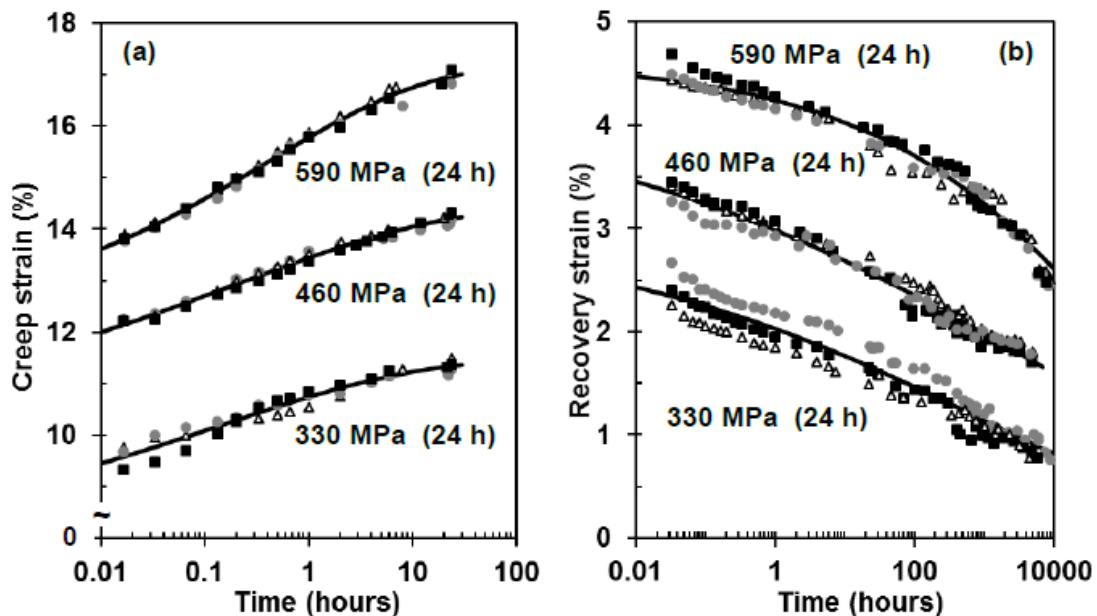 (a)
18
16
14
12
10
~
0
Creep strain (%)
590 MPa (24 h)
460 MPa (24 h)
330 MPa (24 h)
0.01
0.1
1
10
100
Time (hours)
(b)
5
4
3
2
1
0
Recovery strain (%)
590 MPa (24 h)
460 MPa (24 h)
330 MPa (24 h)
0.01
1
100
10000
Time (hours)